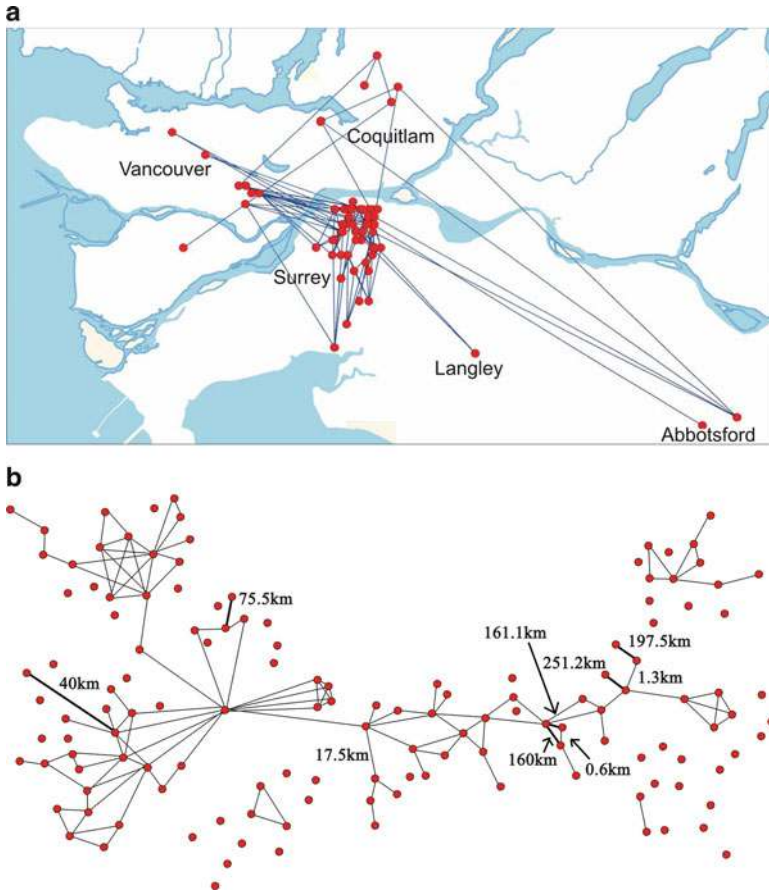 a
Coquitlam
Vancouver
Surrey
Langley
Abbotsford
b
75.5km
197.5km
161.1km
251.2km
40km
1.3km
17.5km
160km
0.6km